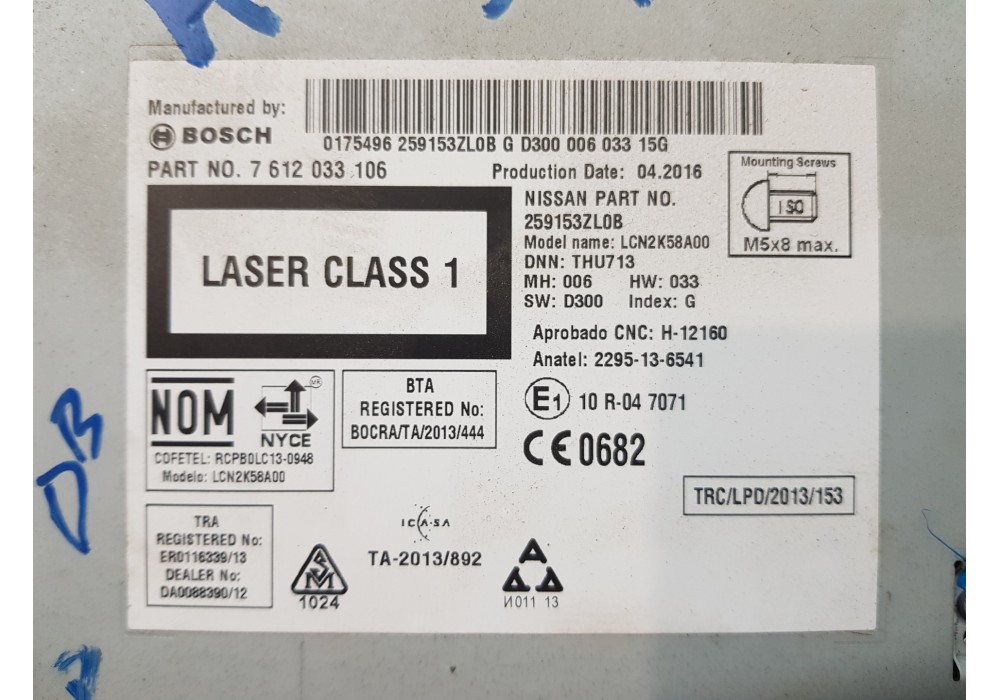 Manufactured by:
BOSCH
0175496 259153ZL0B G D300 006 033 15G
PART NO. 7 612 033 106
Production Date: 04.2016
NISSAN PART NO.
259153ZL0B
Model name: LCN2K58A00
DNN: THU713
MH: 006 HW: 033
SW: D300 Index: G
Mounting Screws
ISO
M5x8 max.
LASER CLASS 1
Aprobado CNC: H-12160
Anatel: 2295-13-6541
NOM
NYCE
COFETEL: RCPBOLC13-0948
Modelo: LCN2K58A00
BTA
REGISTERED No:
BOCRA/TA/2013/444
E1 10 R-04 7071
CE 0682
TRC/LPD/2013/153
TRA
REGISTERED No:
ER0116339/13
DEALER No:
DA0088390/12
SM
1024
ICASA
TA-2013/892
И011 13
DB